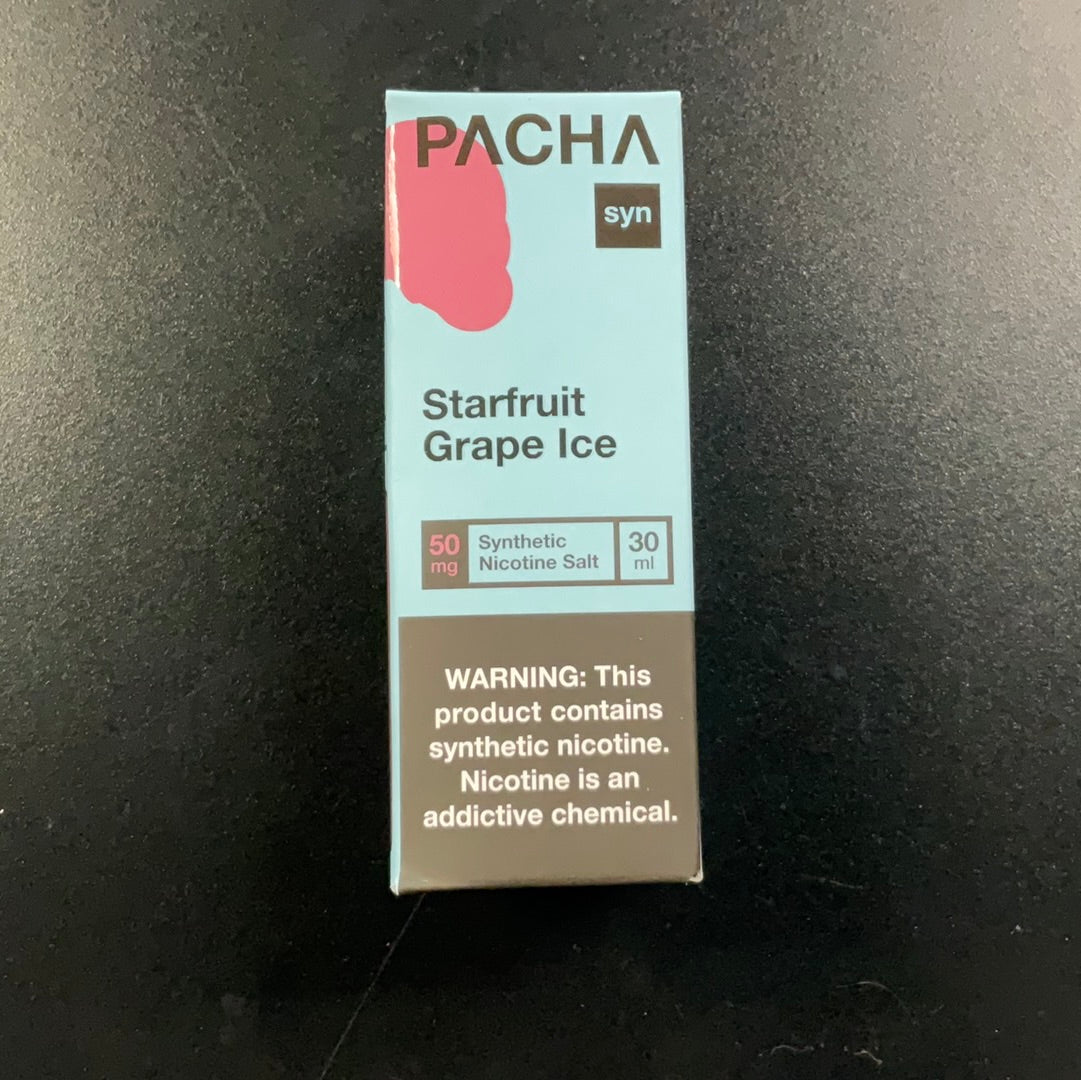 PACHA
syn
Starfruit
Grape Ice
50
mg
Synthetic
Nicotine Salt
30
ml
WARNING: This
product contains
synthetic nicotine.
Nicotine is an
addictive chemical.